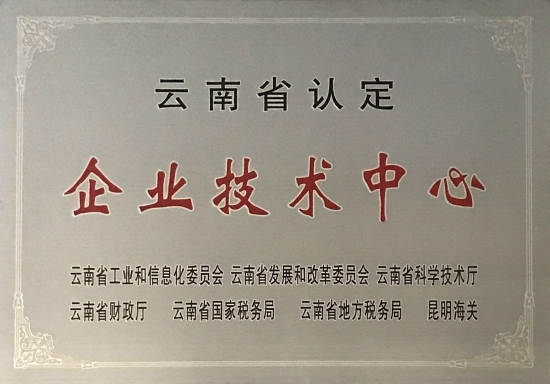 云南省认定
企业技术中心
云南省工业和信息化委员会 云南省发展和改革委员会 云南省科学技术厅
云南省财政厅 云南省国家税务局 云南省地方税务局 昆明海关